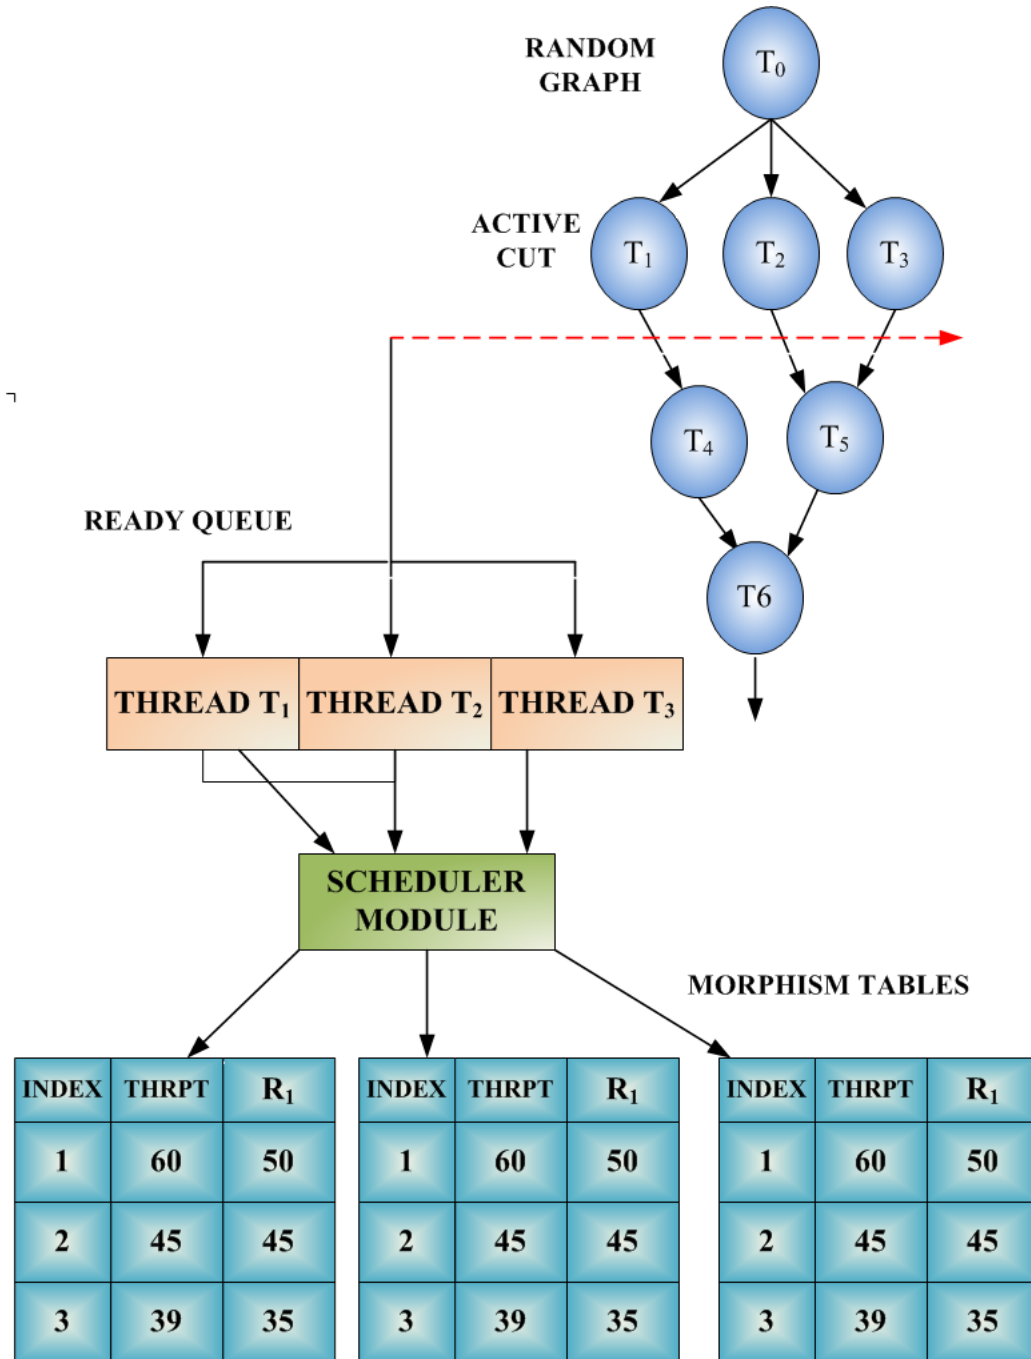 RANDOM
GRAPH
T₀
ACTIVE
CUT
T₁ T₂ T₃
T₄ T₅
READY QUEUE
T6
THREAD T₁ THREAD T₂ THREAD T₃
SCHEDULER
MODULE
MORPHISM TABLES
INDEX THRPT R₁ INDEX THRPT R₁ INDEX THRPT R₁
1 60 50 1 60 50 1 60 50
2 45 45 2 45 45 2 45 45
3 39 35 3 39 35 3 39 35